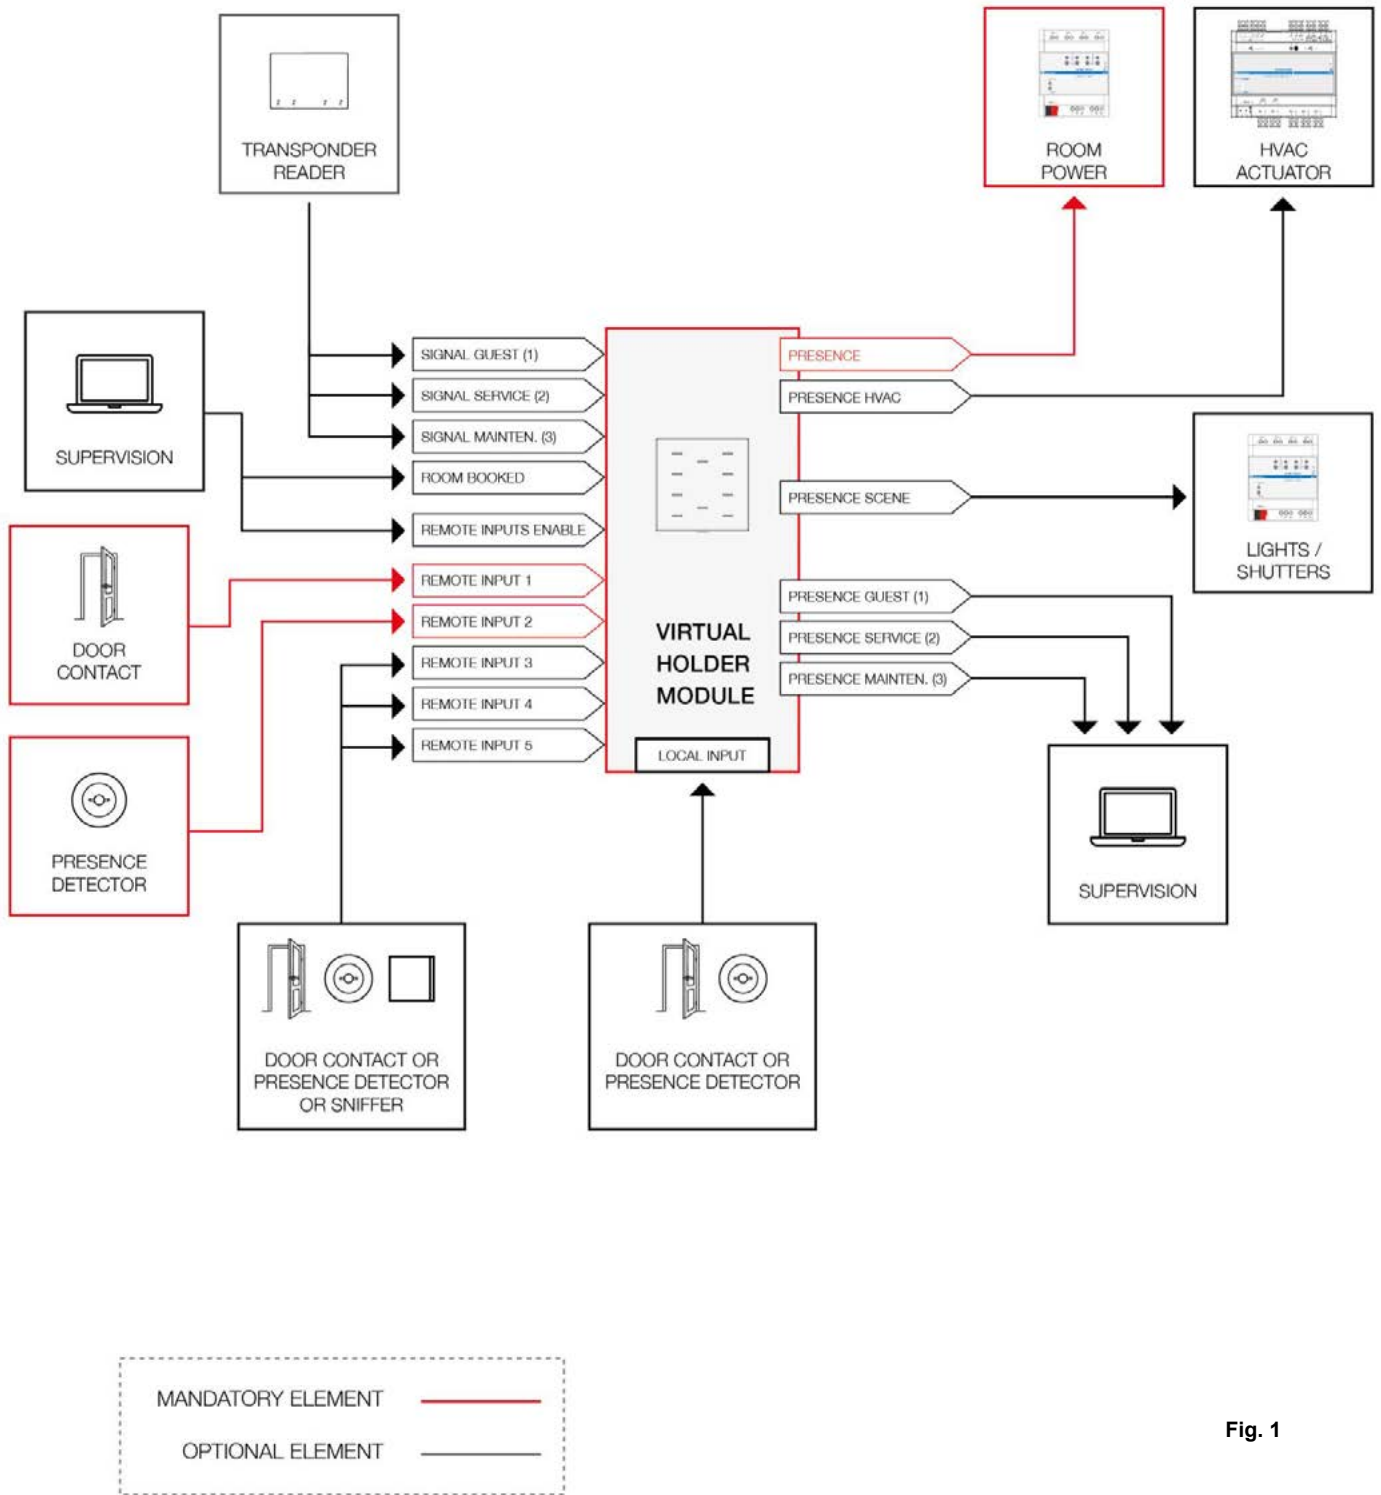 TRANSPONDER
READER
ROOM
POWER
HVAC
ACTUATOR
SUPERVISION
SIGNAL GUEST (1)
SIGNAL SERVICE (2)
SIGNAL MAINTEN. (3)
ROOM BOOKED
REMOTE INPUTS ENABLE
REMOTE INPUT 1
REMOTE INPUT 2
REMOTE INPUT 3
REMOTE INPUT 4
REMOTE INPUT 5
DOOR
CONTACT
PRESENCE
DETECTOR
VIRTUAL
HOLDER
MODULE
LOCAL INPUT
PRESENCE
PRESENCE HVAC
PRESENCE SCENE
PRESENCE GUEST (1)
PRESENCE SERVICE (2)
PRESENCE MAINTEN. (3)
LIGHTS /
SHUTTERS
SUPERVISION
DOOR CONTACT OR
PRESENCE DETECTOR
OR SNIFFER
DOOR CONTACT OR
PRESENCE DETECTOR
MANDATORY ELEMENT
OPTIONAL ELEMENT
Fig. 1